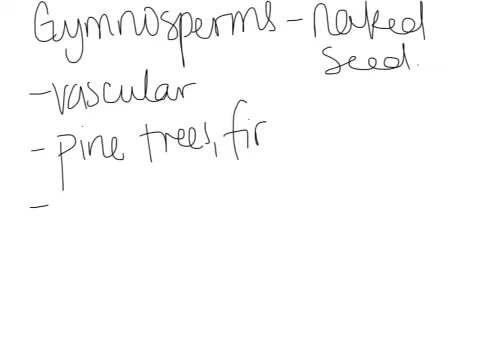 Gymnosperms - naked
seed.
- vascular
- pine trees, fir
-